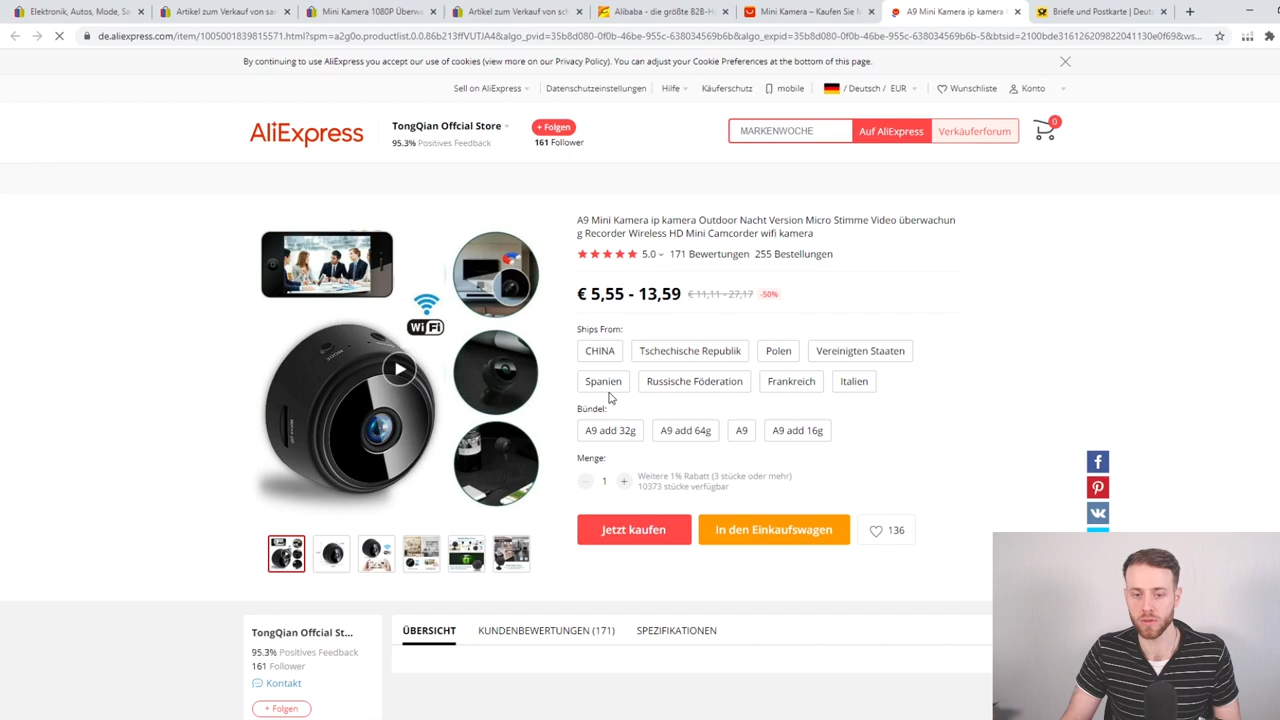 Elektronik, Autos, Mode, Sa
Artikel zum Verkauf von sar
Mini Kamera 1080P Überwa
Artikel zum Verkauf von sch
Alibaba - die größte B2B-Hu
Mini Kamera – Kaufen Sie M
A9 Mini Kamera ip kamera
Briefe und Postkarte | Deuts
de.aliexpress.com/item/1005001839815571.html?spm=a2g0o.productlist.0.0.86b213ffVUTJA4&algo_pvid=35b8d080-0f0b-46be-955c-638034569b6b&algo_expid=35b8d080-0f0b-46be-955c-638034569b6b-5&btsid=2100bde316126209822041130e0f69&ws...
By continuing to use AliExpress you accept our use of cookies (view more on our Privacy Policy). You can adjust your Cookie Preferences at the bottom of this page.
Sell on AliExpress
Datenschutzeinstellungen
Hilfe
Käuferschutz
mobile
/ Deutsch / EUR
Wunschliste
Konto
AliExpress
TongQian Offcial Store
95.3% Positives Feedback
+ Folgen
161 Follower
MARKENWOCHE
Auf AliExpress
Verkäuferforum
0
A9 Mini Kamera ip kamera Outdoor Nacht Version Micro Stimme Video überwachun
g Recorder Wireless HD Mini Camcorder wifi kamera
5.0
171 Bewertungen
255 Bestellungen
€ 5,55 - 13,59
€ 11,11 - 27,17
-50%
WiFi
MODE
Ships From:
CHINA
Tschechische Republik
Polen
Vereinigten Staaten
Spanien
Russische Föderation
Frankreich
Italien
Bündel:
A9 add 32g
A9 add 64g
A9
A9 add 16g
Menge:
1
Weitere 1% Rabatt (3 stücke oder mehr)
10373 stücke verfügbar
Jetzt kaufen
In den Einkaufswagen
136
TongQian Offcial St...
95.3% Positives Feedback
161 Follower
Kontakt
+ Folgen
ÜBERSICHT
KUNDENBEWERTUNGEN (171)
SPEZIFIKATIONEN